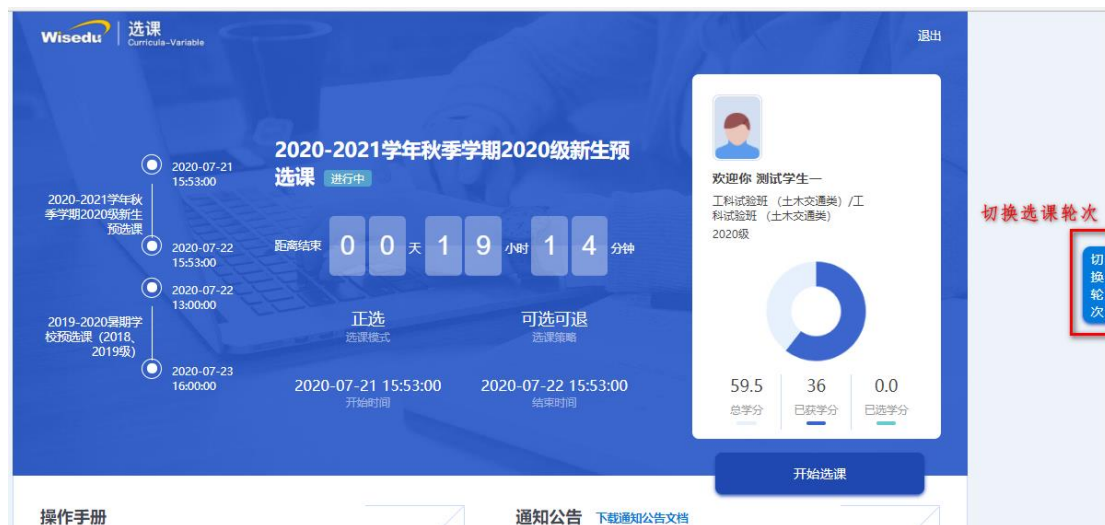 Wisedu
选课
Curricula-Variable
退出
2020-07-21
15:53:00
2020-2021学年秋
季学期2020级新生
预选课
2020-07-22
15:53:00
2020-07-22
13:00:00
2019-2020暑期学
校预选课（2018、
2019级）
2020-07-23
16:00:00
2020-2021学年秋季学期2020级新生预
选课 进行中
距离结束 0 0 天 1 9 小时 1 4 分钟
正选
选课模式
可选可退
选课策略
2020-07-21 15:53:00
开始时间
2020-07-22 15:53:00
结束时间
欢迎你 测试学生一
工科试验班 （土木交通类）/工
科试验班 （土木交通类）
2020级
59.5
总学分
36
已获学分
0.0
已选学分
开始选课
切换选课轮次
切
换
轮
次
操作手册
通知公告 下载通知公告文档